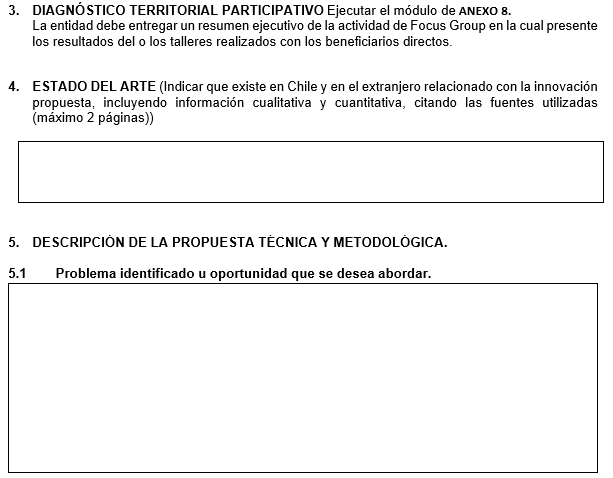 3. DIAGNÓSTICO TERRITORIAL PARTICIPATIVO Ejecutar el módulo de ANEXO 8.
La entidad debe entregar un resumen ejecutivo de la actividad de Focus Group en la cual presente
los resultados del o los talleres realizados con los beneficiarios directos.
4. ESTADO DEL ARTE (Indicar que existe en Chile y en el extranjero relacionado con la innovación
propuesta, incluyendo información cualitativa y cuantitativa, citando las fuentes utilizadas
(máximo 2 páginas))
5. DESCRIPCIÓN DE LA PROPUESTA TÉCNICA Y METODOLÓGICA.
5.1 Problema identificado u oportunidad que se desea abordar.